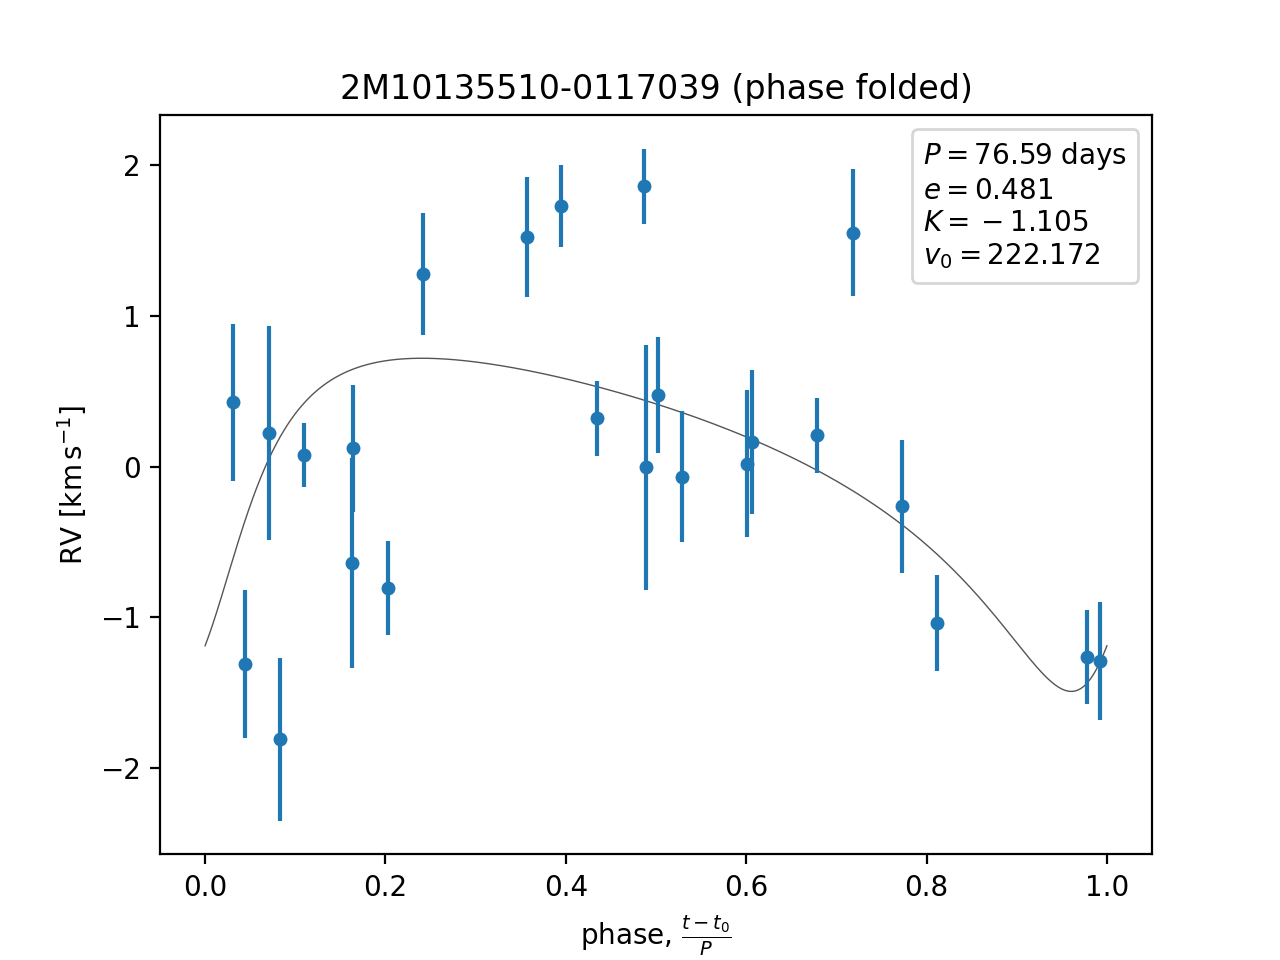 2M10135510-0117039 (phase folded)
P = 76.59 days
e = 0.481
K = −1.105
v₀ = 222.172
RV [km s⁻¹]
2
1
0
−1
−2
0.0 0.2 0.4 0.6 0.8 1.0
phase, (t − t₀)/P